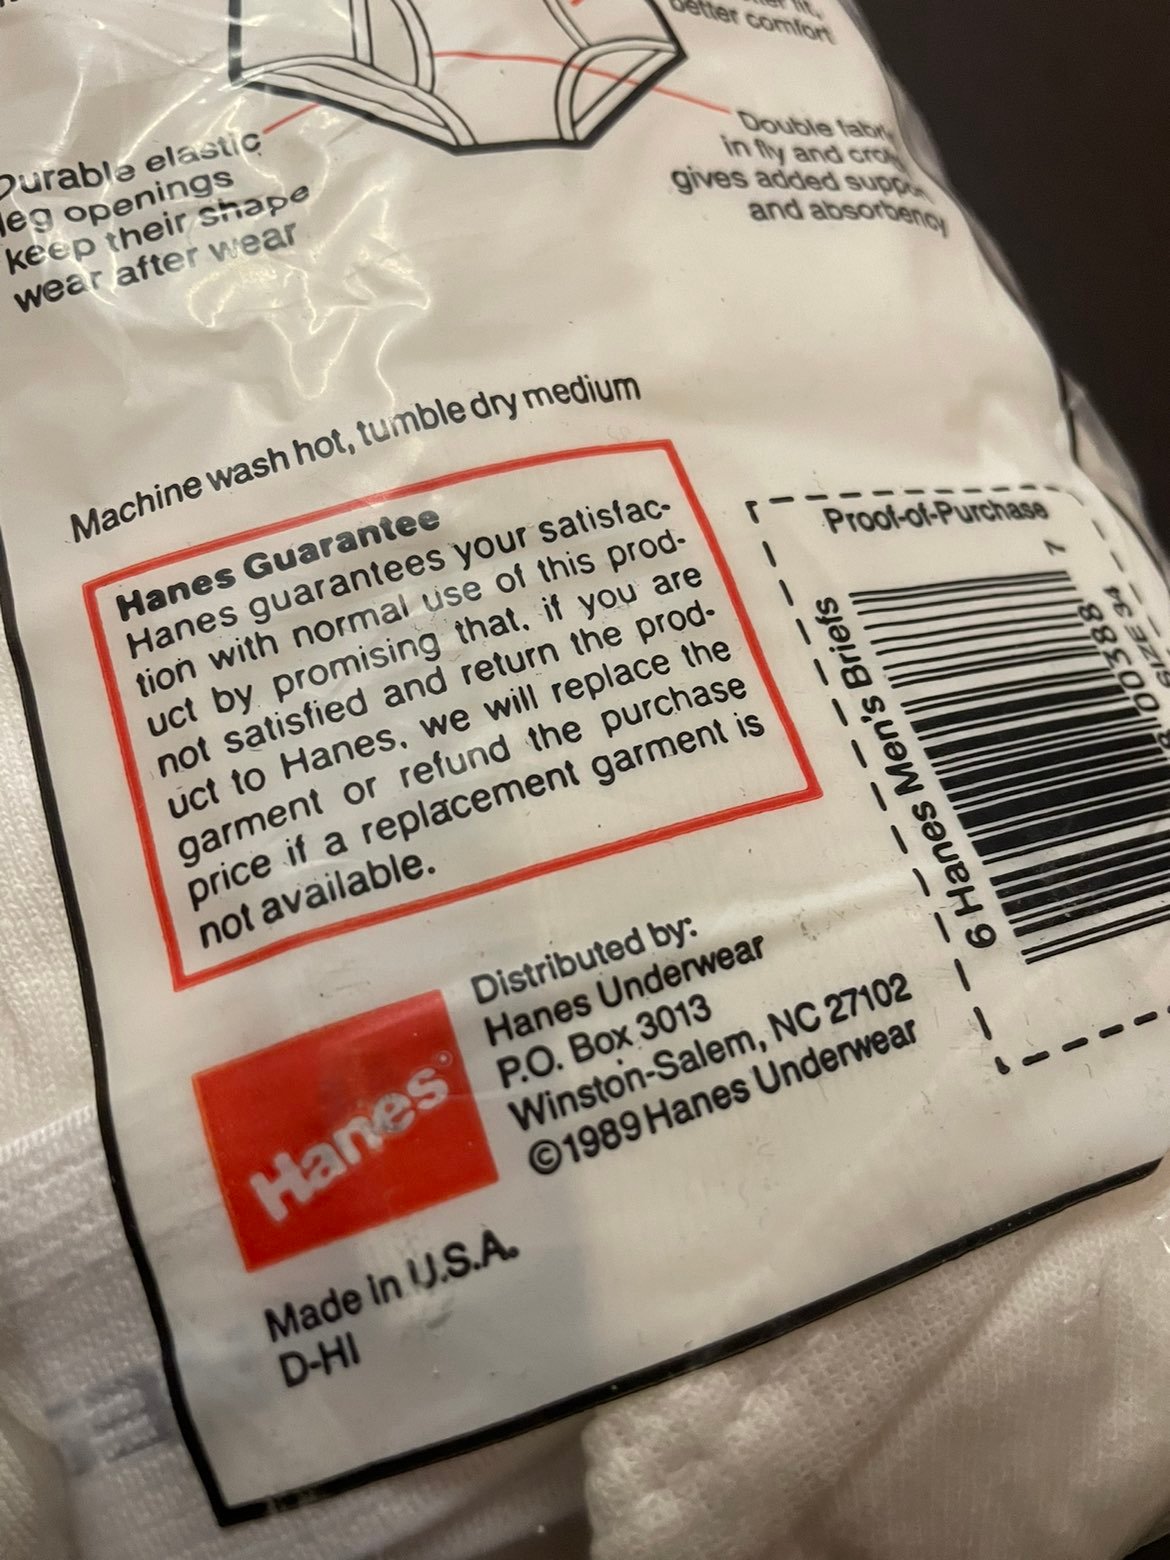 better comfort
Durable elastic
leg openings
keep their shape
wear after wear
Double
in fly and
gives added
and absorbency
Machine wash hot, tumble dry medium
Hanes Guarantee
Hanes guarantees your satisfac-
tion with normal use of this prod-
uct by promising that, if you are
not satisfied and return the prod-
uct to Hanes, we will replace the
garment or refund the purchase
price if a replacement garment is
not available.
Proof-of-Purchase
6 Hanes Men's Briefs
7
00388
SIZE 34
Hanes®
Distributed by:
Hanes Underwear
P.O. Box 3013
Winston-Salem, NC 27102
©1989 Hanes Underwear
Made in U.S.A.
D-HI